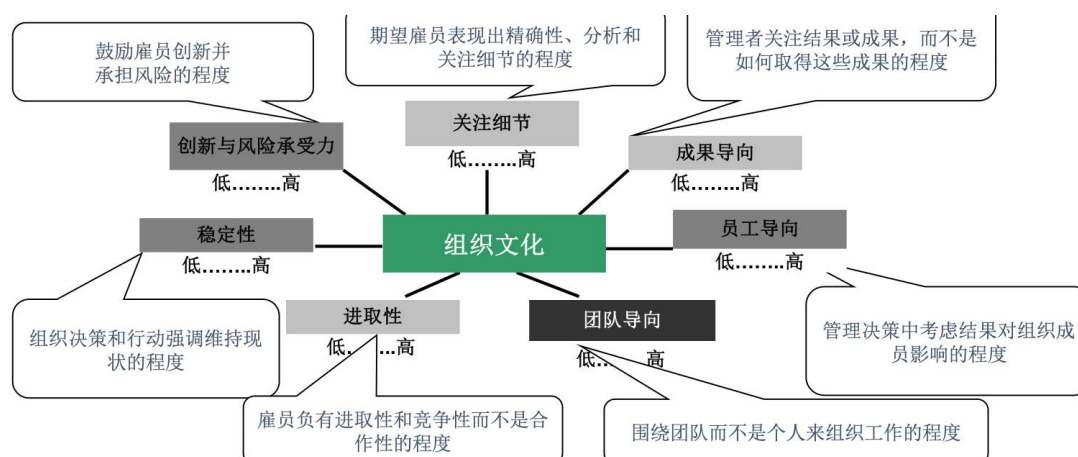 鼓励雇员创新并
承担风险的程度
期望雇员表现出精确性、分析和
关注细节的程度
管理者关注结果或成果，而不是
如何取得这些成果的程度
创新与风险承受力
低........高
关注细节
低........高
成果导向
低........高
稳定性
低........高
组织文化
员工导向
低........高
进取性
低.....高
团队导向
低.....高
组织决策和行动强调维持现
状的程度
管理决策中考虑结果对组织成
员影响的程度
雇员负有进取性和竞争性而不是合
作性的程度
围绕团队而不是个人来组织工作的程度